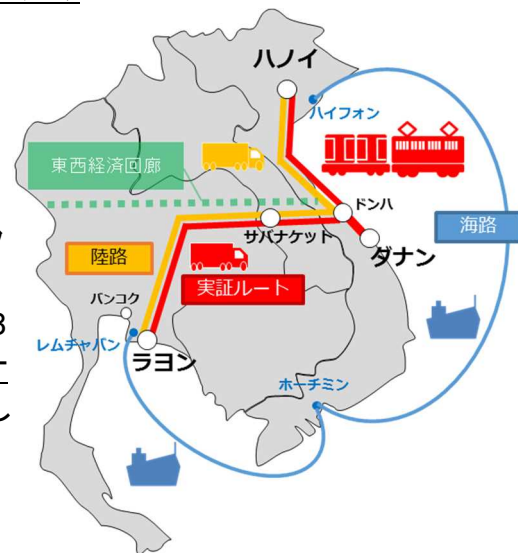 ハノイ
ハイフォン
東西経済回廊
ドンハ
サバナケット
海路
ダナン
陸路
実証ルート
バンコク
レムチャバン
ラヨン
ホーチミン